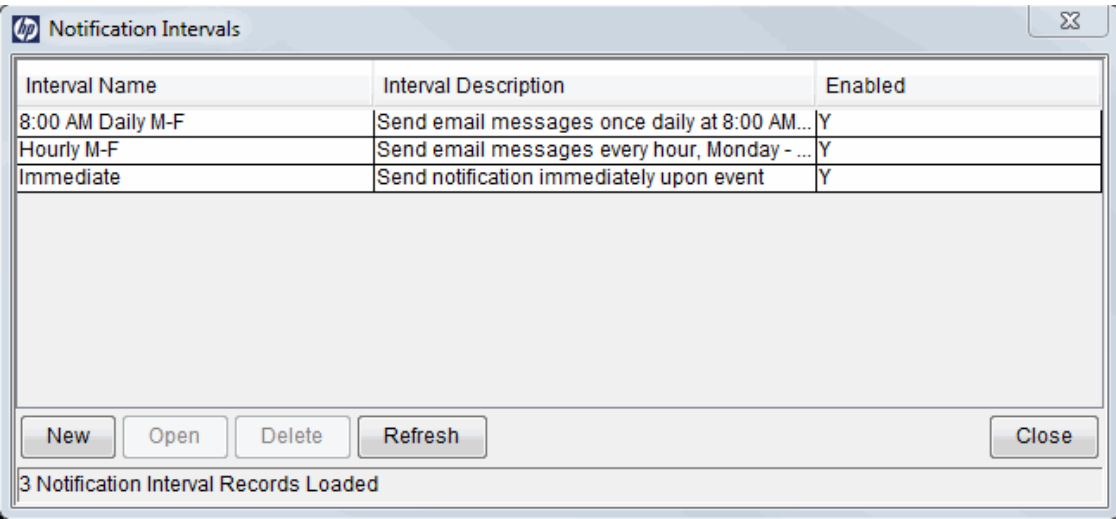 hp Notification Intervals
Interval Name Interval Description Enabled
8:00 AM Daily M-F Send email messages once daily at 8:00 AM... Y
Hourly M-F Send email messages every hour, Monday - ... Y
Immediate Send notification immediately upon event Y
New Open Delete Refresh Close
3 Notification Interval Records Loaded